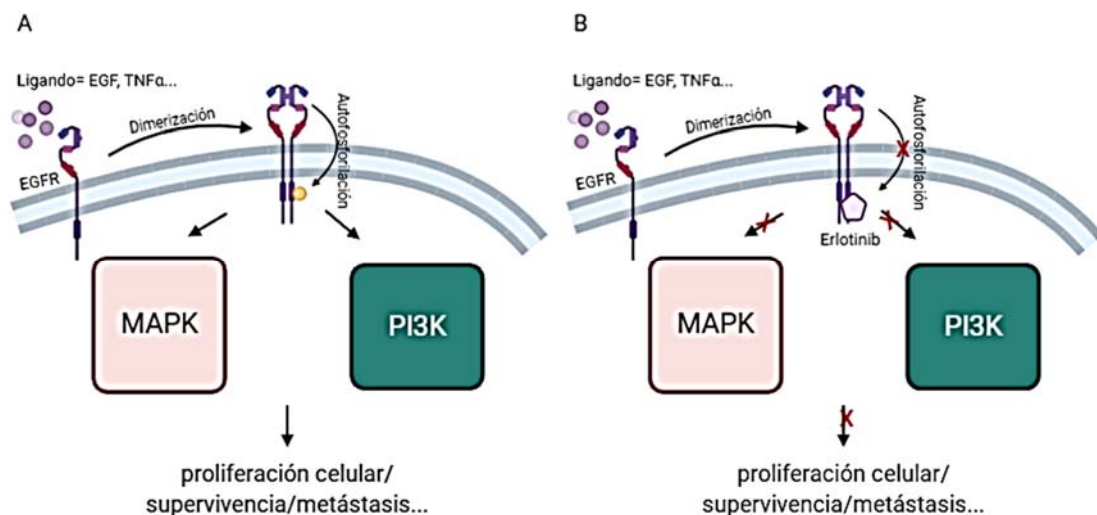 A
Ligando= EGF, TNFα...
Dimerización
Autofosforilación
EGFR
MAPK
PI3K
proliferación celular/
supervivencia/metástasis...
B
Ligando= EGF, TNFα...
Dimerización
Autofosforilación
EGFR
Erlotinib
MAPK
PI3K
proliferación celular/
supervivencia/metástasis...